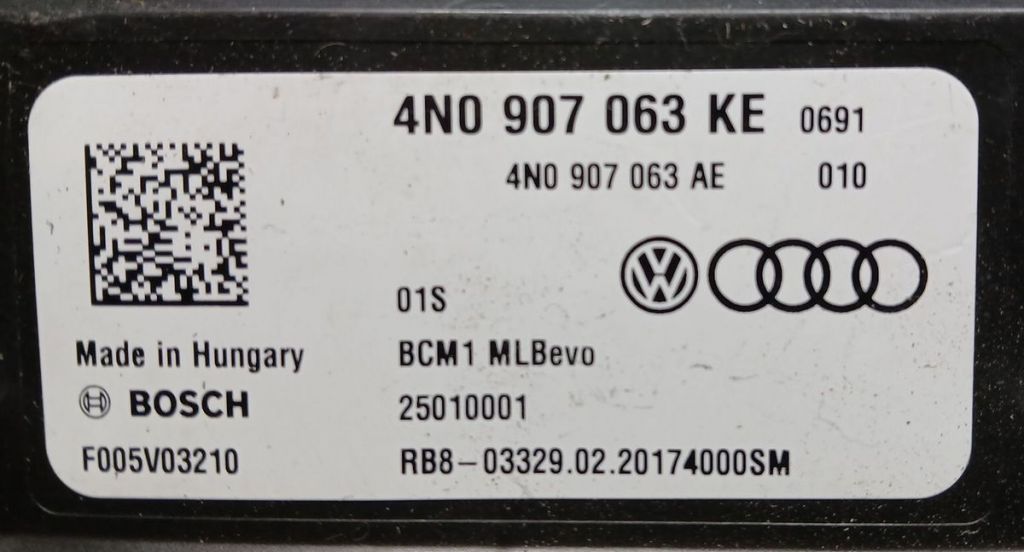 4N0 907 063 KE 0691
4N0 907 063 AE 010
01S
Made in Hungary BCM1 MLBevo
BOSCH 25010001
F005V03210 RB8-03329.02.20174000SM